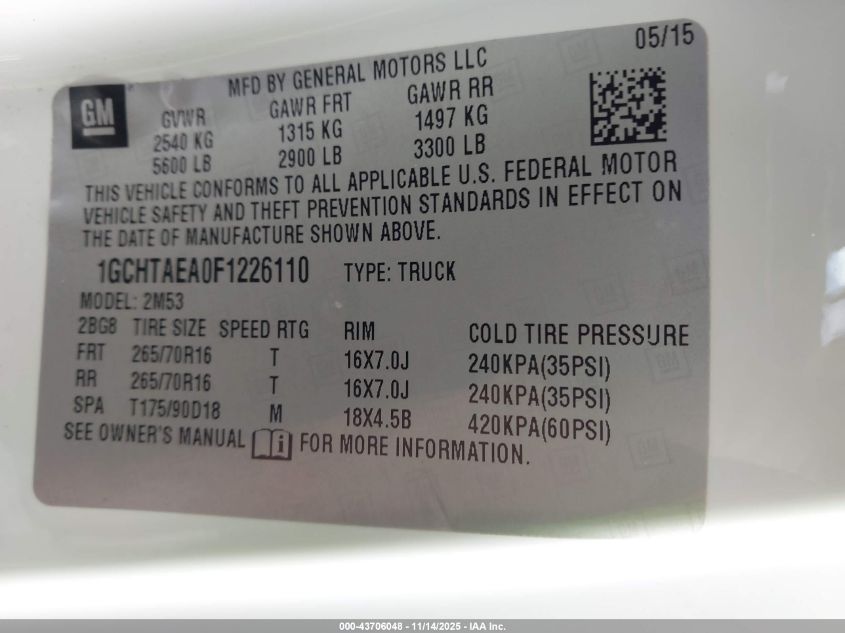 05/15
GM
MFD BY GENERAL MOTORS LLC
GVWR GAWR FRT GAWR RR
2540 KG 1315 KG 1497 KG
5600 LB 2900 LB 3300 LB
THIS VEHICLE CONFORMS TO ALL APPLICABLE U.S. FEDERAL MOTOR
VEHICLE SAFETY AND THEFT PREVENTION STANDARDS IN EFFECT ON
THE DATE OF MANUFACTURE SHOWN ABOVE.
1GCHTAEA0F1226110 TYPE: TRUCK
MODEL: 2M53
2BG8 TIRE SIZE SPEED RTG RIM COLD TIRE PRESSURE
FRT 265/70R16 T 16X7.0J 240KPA(35PSI)
RR 265/70R16 T 16X7.0J 240KPA(35PSI)
SPA T175/90D18 M 18X4.5B 420KPA(60PSI)
SEE OWNER'S MANUAL FOR MORE INFORMATION.
000-43706048 - 11/14/2025 - IAA Inc.